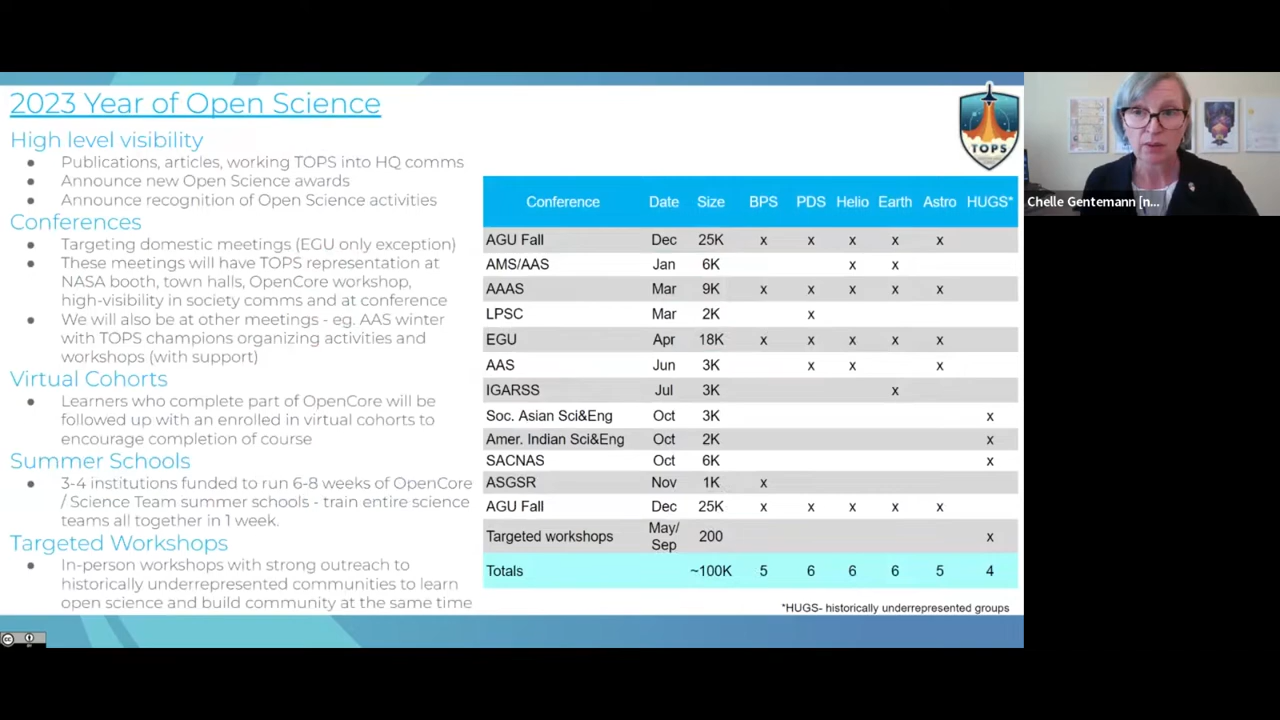 2023 Year of Open Science
High level visibility
● Publications, articles, working TOPS into HQ comms
● Announce new Open Science awards
● Announce recognition of Open Science activities
Conferences
● Targeting domestic meetings (EGU only exception)
● These meetings will have TOPS representation at
NASA booth, town halls, OpenCore workshop,
high-visibility in society comms and at conference
● We will also be at other meetings - eg. AAS winter
with TOPS champions organizing activities and
workshops (with support)
Virtual Cohorts
● Learners who complete part of OpenCore will be
followed up with an enrolled in virtual cohorts to
encourage completion of course
Summer Schools
● 3-4 institutions funded to run 6-8 weeks of OpenCore
/ Science Team summer schools - train entire science
teams all together in 1 week.
Targeted Workshops
● In-person workshops with strong outreach to
historically underrepresented communities to learn
open science and build community at the same time
TOPS
Conference Date Size BPS PDS Helio Earth Astro HUGS*
AGU Fall Dec 25K x x x x x
AMS/AAS Jan 6K x x
AAAS Mar 9K x x x x x
LPSC Mar 2K x
EGU Apr 18K x x x x x
AAS Jun 3K x x x
IGARSS Jul 3K x
Soc. Asian Sci&Eng Oct 3K x
Amer. Indian Sci&Eng Oct 2K x
SACNAS Oct 6K x
ASGSR Nov 1K x
AGU Fall Dec 25K x x x x x
Targeted workshops May/
Sep 200 x
Totals ~100K 5 6 6 6 5 4
*HUGS- historically underrepresented groups
Chelle Gentemann [n...